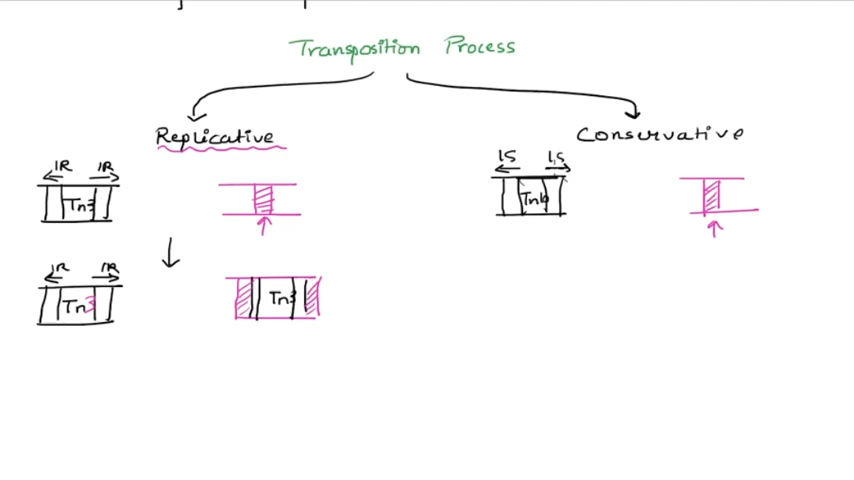 Transposition Process
Replicative
Conservative
IR IR
Tn3
IS IS
Tn10
IR IR
Tn3
Tn3